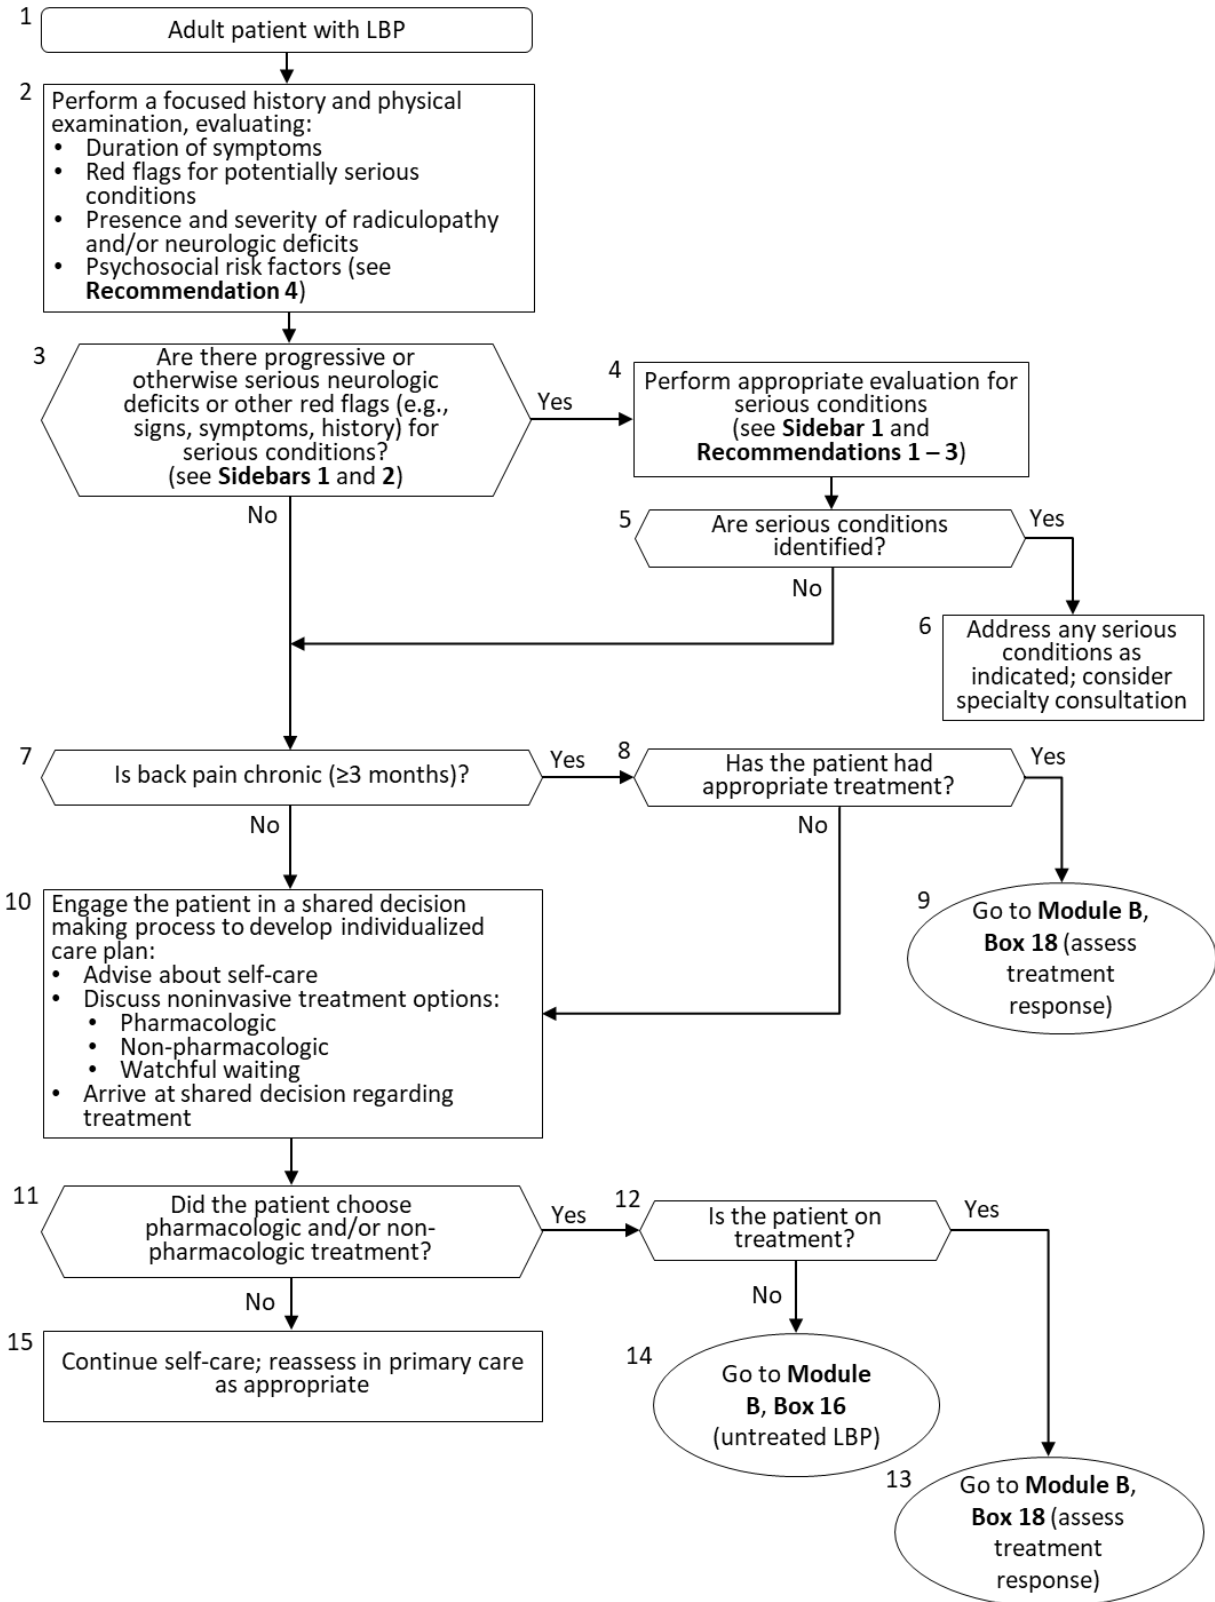 1
Adult patient with LBP
2
Perform a focused history and physical
examination, evaluating:
• Duration of symptoms
• Red flags for potentially serious
conditions
• Presence and severity of radiculopathy
and/or neurologic deficits
• Psychosocial risk factors (see
Recommendation 4)
3
Are there progressive or
otherwise serious neurologic
deficits or other red flags (e.g.,
signs, symptoms, history) for
serious conditions?
(see Sidebars 1 and 2)
Yes
No
4
Perform appropriate evaluation for
serious conditions
(see Sidebar 1 and
Recommendations 1 – 3)
5
Are serious conditions
identified?
Yes
No
6
Address any serious
conditions as
indicated; consider
specialty consultation
7
Is back pain chronic (≥3 months)?
Yes
No
8
Has the patient had
appropriate treatment?
Yes
No
9
Go to Module B,
Box 18 (assess
treatment
response)
10
Engage the patient in a shared decision
making process to develop individualized
care plan:
• Advise about self-care
• Discuss noninvasive treatment options:
• Pharmacologic
• Non-pharmacologic
• Watchful waiting
• Arrive at shared decision regarding
treatment
11
Did the patient choose
pharmacologic and/or non-
pharmacologic treatment?
Yes
No
12
Is the patient on
treatment?
Yes
No
15
Continue self-care; reassess in primary care
as appropriate
14
Go to Module
B, Box 16
(untreated LBP)
13
Go to Module B,
Box 18 (assess
treatment
response)